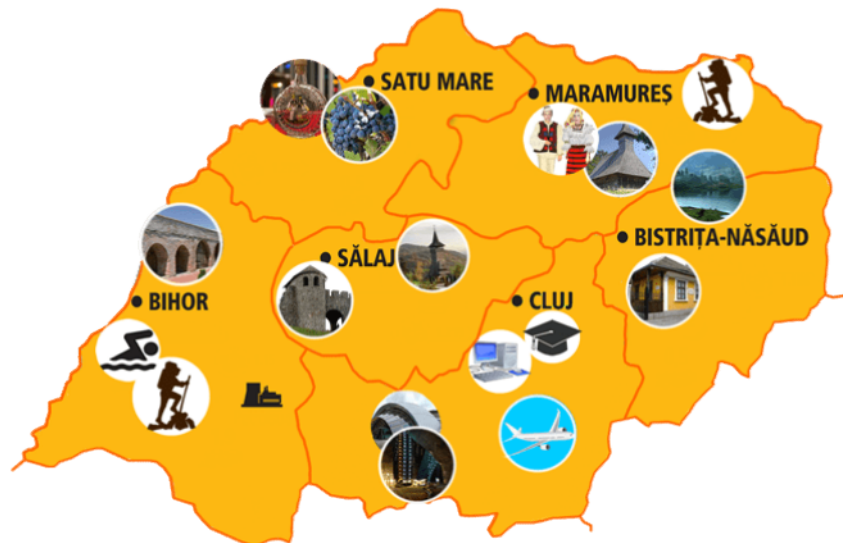 SATU MARE
MARAMUREȘ
BISTRIȚA-NĂSĂUD
SĂLAJ
BIHOR
CLUJ